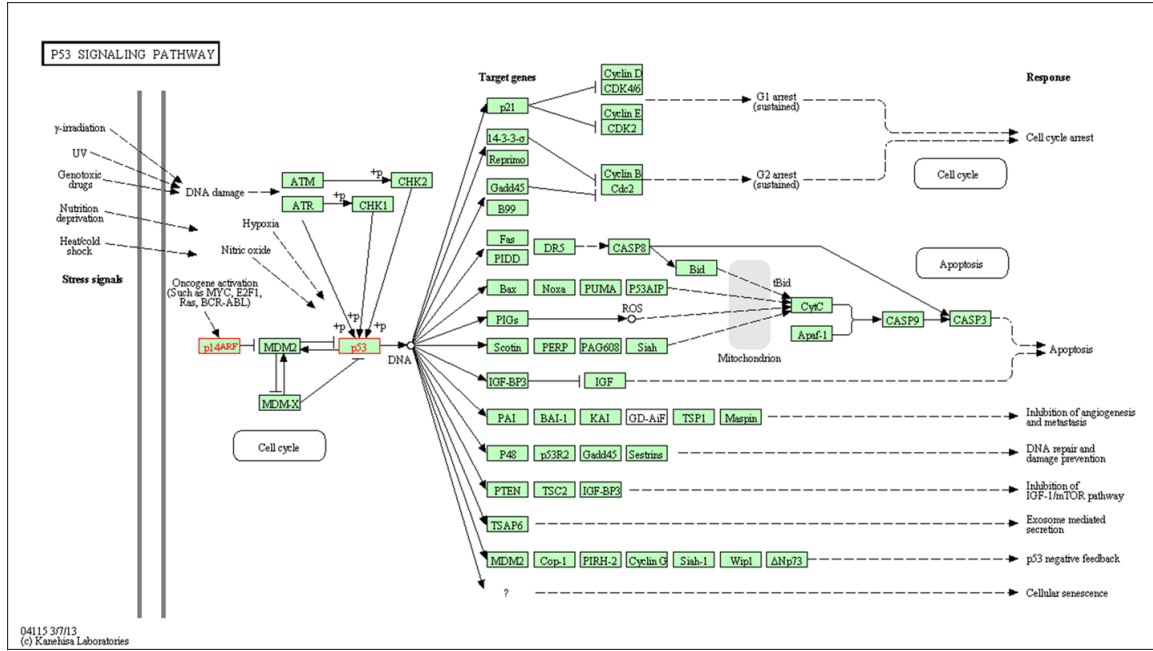 P53 SIGNALING PATHWAY
Target genes
Response
γ-irradiation
UV
Genotoxic
drugs
Nutrition
deprivation
Heat/cold
shock
Stress signals
DNA damage
ATM
+p
CHK2
ATR
+p
CHK1
Hypoxia
Nitric oxide
Oncogene activation
(Such as MYC, E2F1,
Ras, BCR-ABL)
+p
+p
+p
p14ARF
MDM2
p53
DNA
MDM-X
Cell cycle
p21
Cyclin D
CDK4/6
Cyclin E
CDK2
G1 arrest
(sustained)
Cell cycle arrest
14-3-3-σ
Reprimo
Cyclin B
Cdc2
G2 arrest
(sustained)
Cell cycle
Gadd45
B99
Fas
PIDD
DR5
CASP8
Bid
tBid
Apoptosis
Bax
Noxa
PUMA
P53AIP
CytC
PIGs
ROS
Apaf-1
CASP9
CASP3
Scotin
PERP
PAG608
Siah
Mitochondrion
Apoptosis
IGF-BP3
IGF
PAI
BAI-1
KAI
GD-AiF
TSP1
Maspin
Inhibition of angiogenesis
and metastasis
P48
p53R2
Gadd45
Sestrins
DNA repair and
damage prevention
PTEN
TSC2
IGF-BP3
Inhibition of
IGF-1/mTOR pathway
TSAP6
Exosome mediated
secretion
MDM2
Cop-1
PIRH-2
Cyclin G
Siah-1
Wip1
ΔNp73
p53 negative feedback
?
Cellular senescence
04115 3/7/13
(c) Kanehisa Laboratories